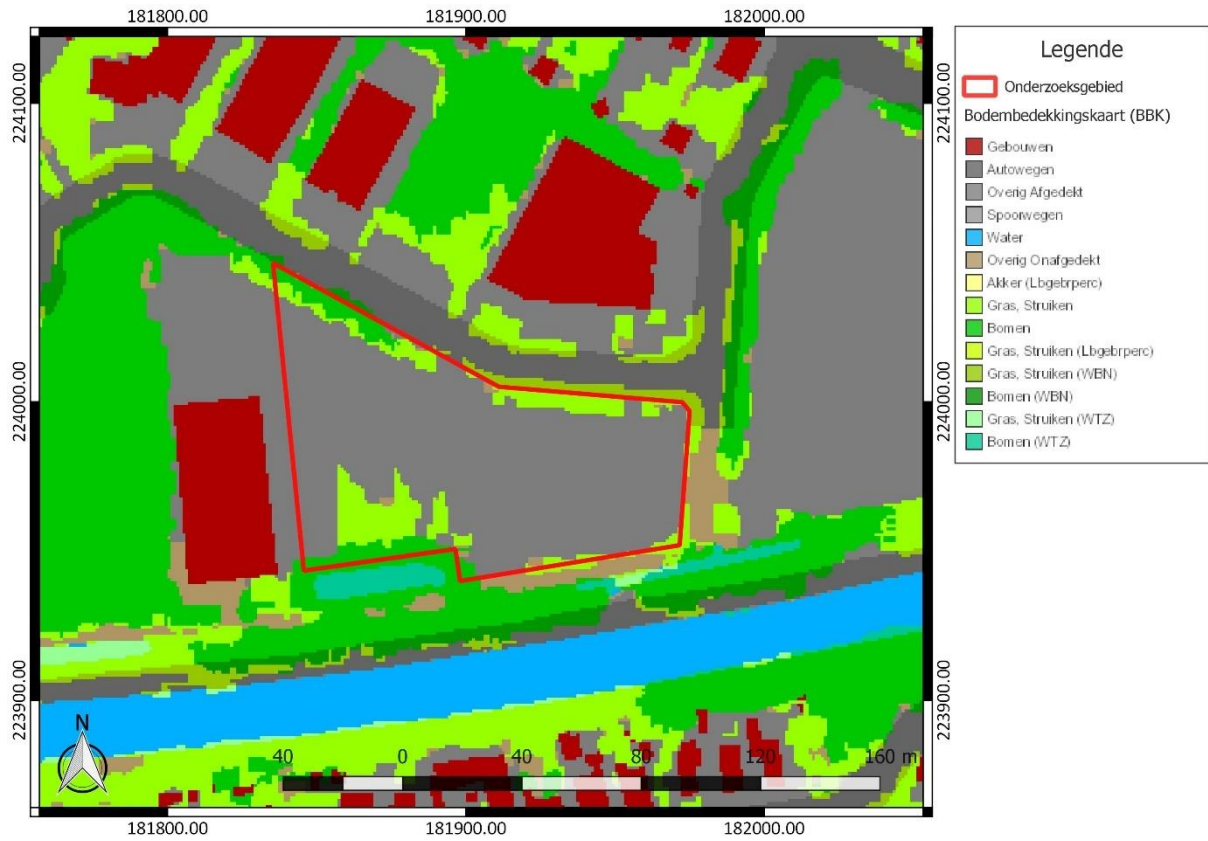 181800.00 181900.00 182000.00
224100.00 224100.00
224000.00 224000.00
223900.00 223900.00
N
40 0 40 80 120 160 m
181800.00 181900.00 182000.00
Legende
Onderzoeksgebied
Bodembedekkingskaart (BBK)
Gebouwen
Autowegen
Overig Afgedekt
Spoorwegen
Water
Overig Onafgedekt
Akker (Lbgebrperc)
Gras, Struiken
Bomen
Gras, Struiken (Lbgebrperc)
Gras, Struiken (WBN)
Bomen (WBN)
Gras, Struiken (WTZ)
Bomen (WTZ)